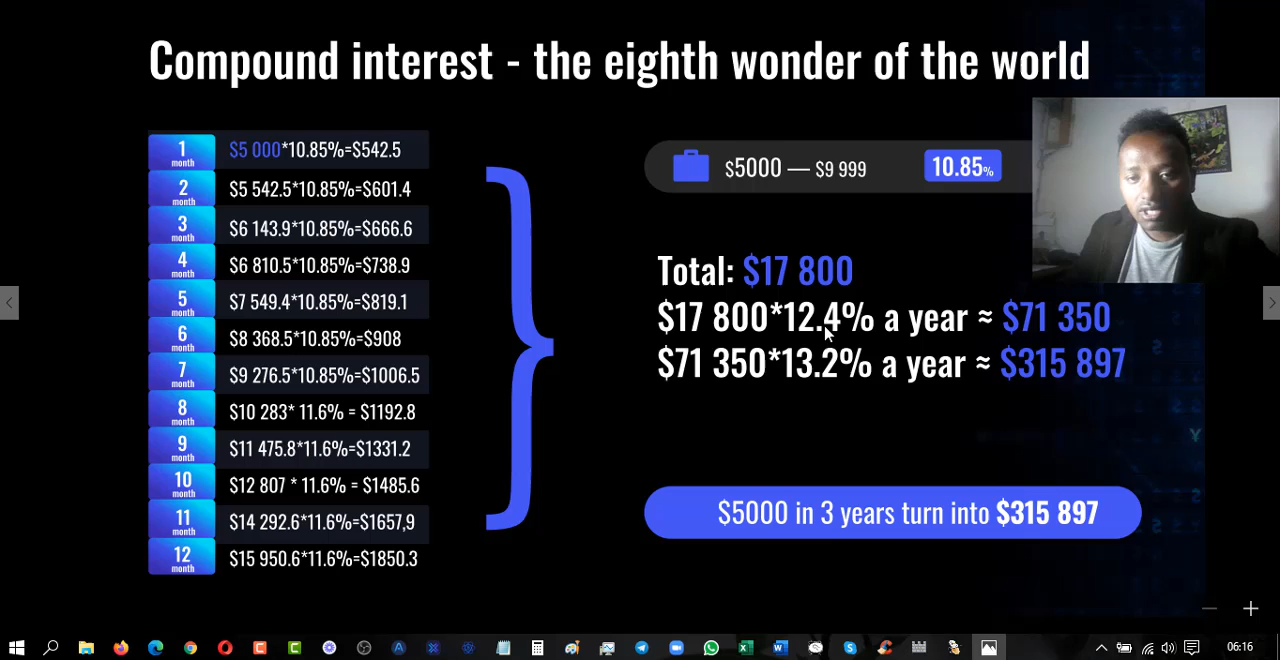 Compound interest - the eighth wonder of the world
1 month $5 000*10.85%=$542.5
2 month $5 542.5*10.85%=$601.4
3 month $6 143.9*10.85%=$666.6
4 month $6 810.5*10.85%=$738.9
5 month $7 549.4*10.85%=$819.1
6 month $8 368.5*10.85%=$908
7 month $9 276.5*10.85%=$1006.5
8 month $10 283* 11.6% = $1192.8
9 month $11 475.8*11.6%=$1331.2
10 month $12 807 * 11.6% = $1485.6
11 month $14 292.6*11.6%=$1657,9
12 month $15 950.6*11.6%=$1850.3
$5000 — $9 999 10.85%
Total: $17 800
$17 800*12.4% a year ≈ $71 350
$71 350*13.2% a year ≈ $315 897
$5000 in 3 years turn into $315 897
06:16